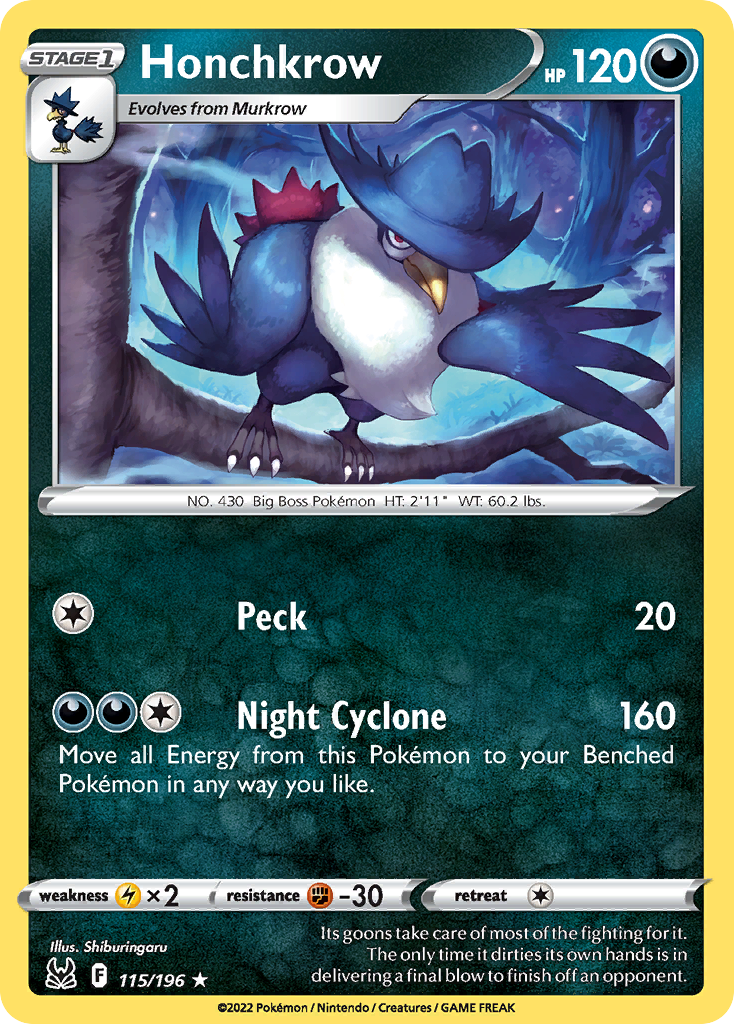 STAGE1
Honchkrow
HP 120
Evolves from Murkrow
NO. 430 Big Boss Pokémon HT: 2'11" WT: 60.2 lbs.
Peck 20
Night Cyclone 160
Move all Energy from this Pokémon to your Benched
Pokémon in any way you like.
weakness ×2 resistance -30 retreat
Illus. Shiburingaru
F 115/196 ★
Its goons take care of most of the fighting for it.
The only time it dirties its own hands is in
delivering a final blow to finish off an opponent.
©2022 Pokémon / Nintendo / Creatures / GAME FREAK